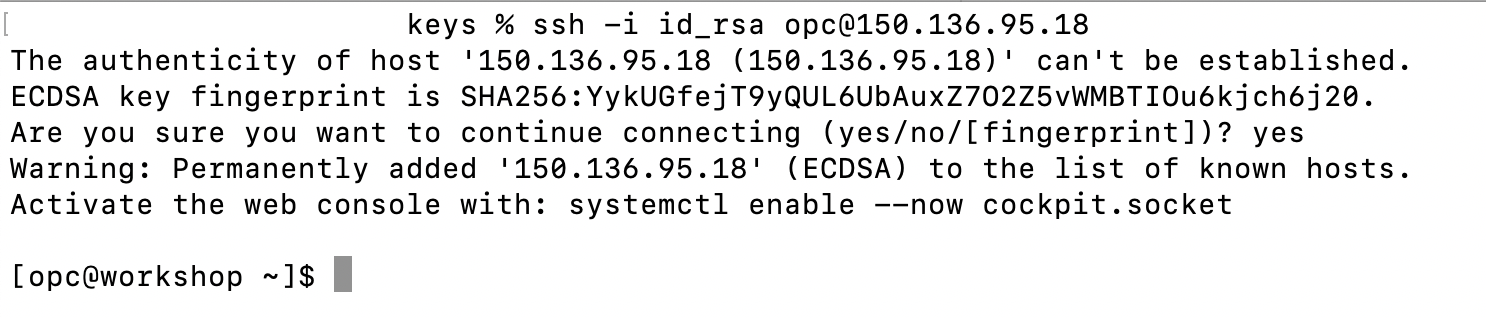 keys % ssh -i id_rsa opc@150.136.95.18
The authenticity of host '150.136.95.18 (150.136.95.18)' can't be established.
ECDSA key fingerprint is SHA256:YykUGfejT9yQUL6UbAuxZ7O2Z5vWMBTIOu6kjch6j20.
Are you sure you want to continue connecting (yes/no/[fingerprint])? yes
Warning: Permanently added '150.136.95.18' (ECDSA) to the list of known hosts.
Activate the web console with: systemctl enable --now cockpit.socket
[opc@workshop ~]$